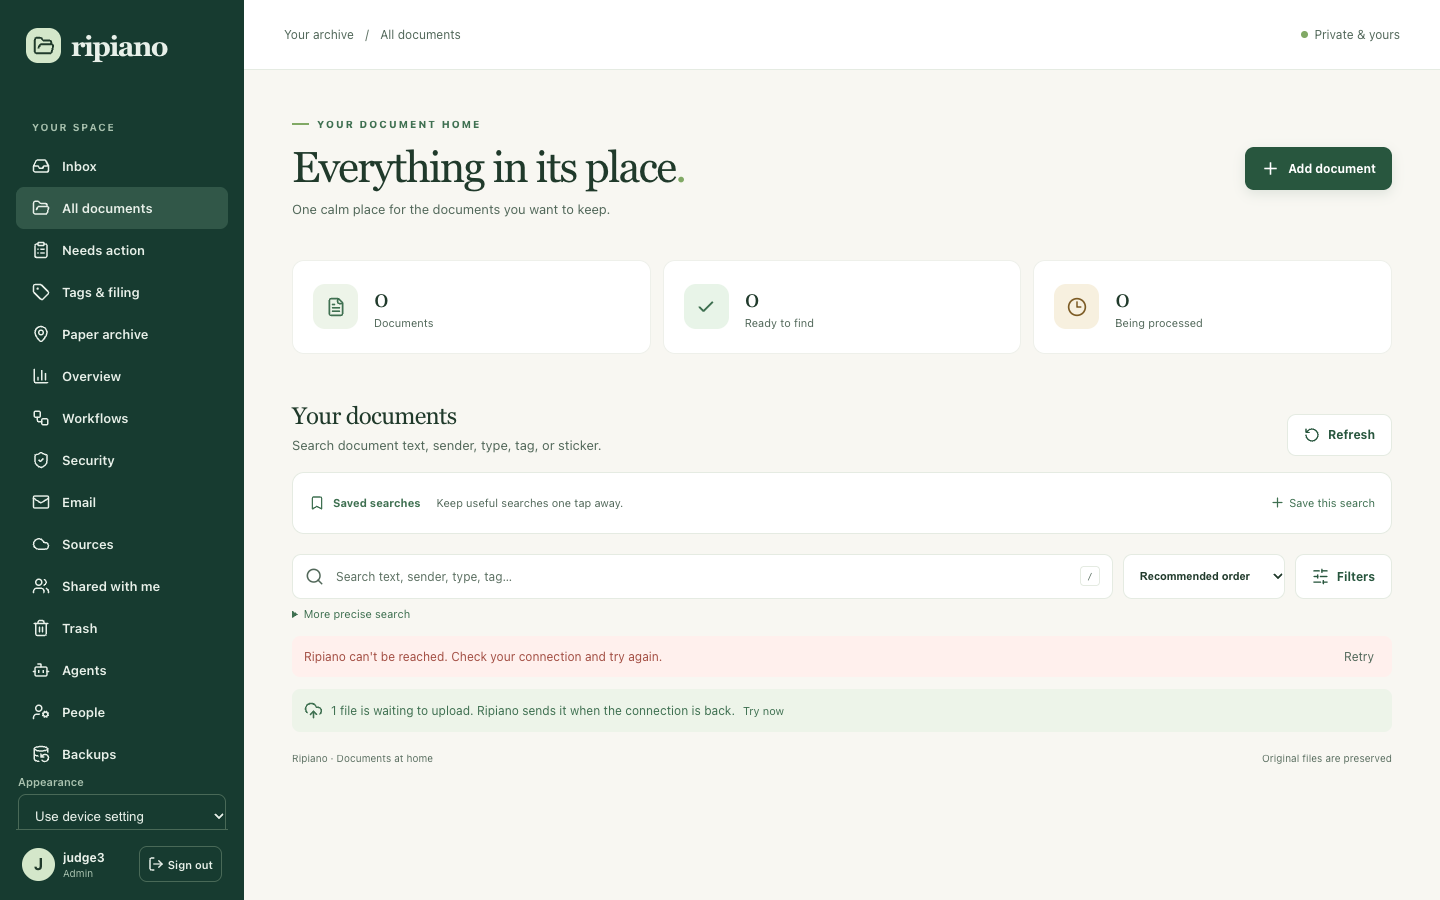 ripiano
YOUR SPACE
Inbox
All documents
Needs action
Tags & filing
Paper archive
Overview
Workflows
Security
Email
Sources
Shared with me
Trash
Agents
People
Backups
Appearance
Use device setting
J
judge3
Admin
Sign out
Your archive / All documents
Private & yours
YOUR DOCUMENT HOME
Everything in its place.
One calm place for the documents you want to keep.
Add document
0
Documents
0
Ready to find
0
Being processed
Your documents
Search document text, sender, type, tag, or sticker.
Refresh
Saved searches Keep useful searches one tap away.
Save this search
Search text, sender, type, tag...
/
Recommended order
Filters
More precise search
Ripiano can't be reached. Check your connection and try again.
Retry
1 file is waiting to upload. Ripiano sends it when the connection is back. Try now
Ripiano · Documents at home
Original files are preserved